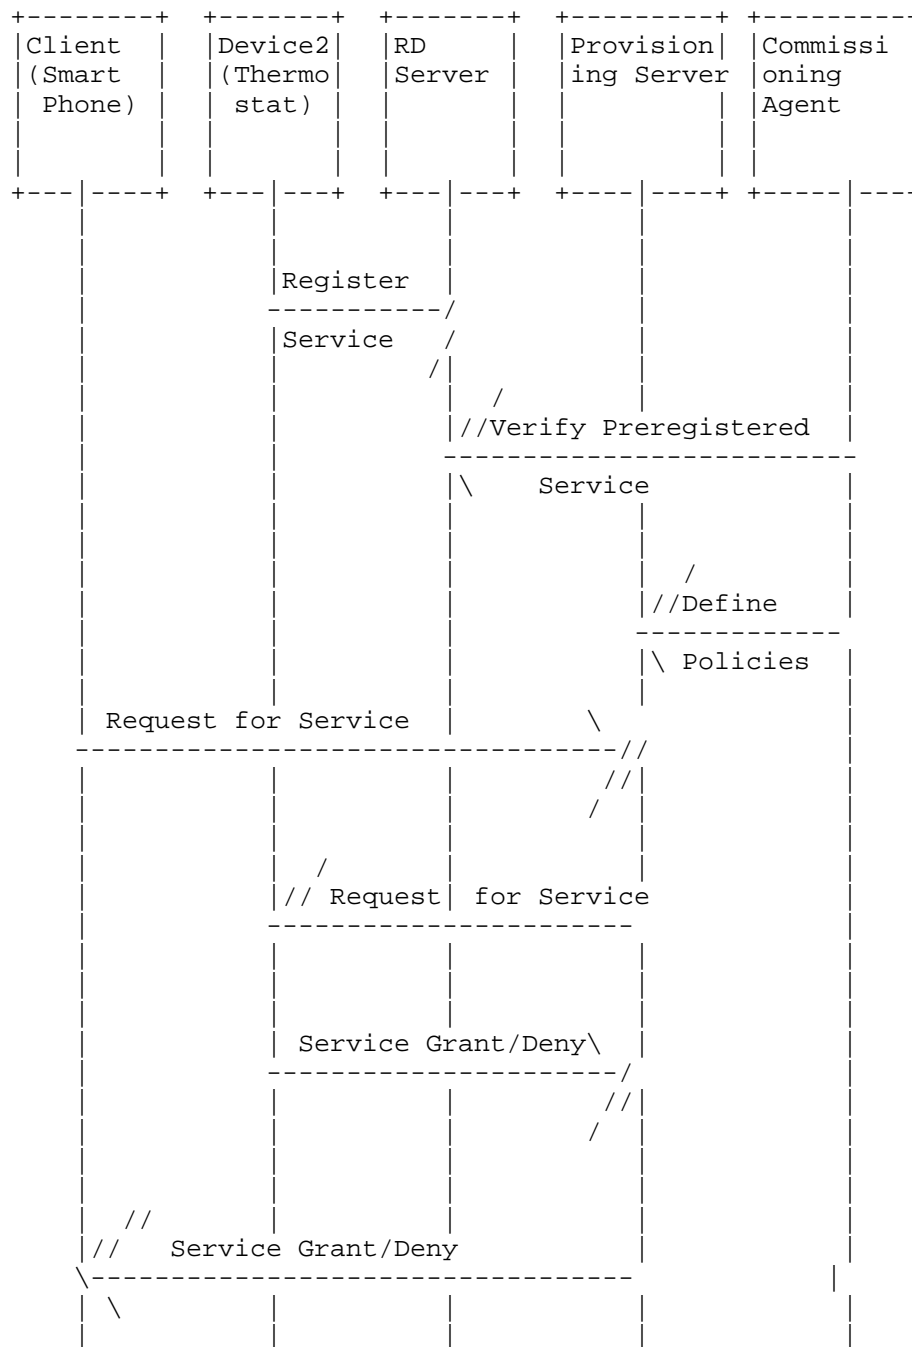 Client Device2 RD Provision Commissi
(Smart (Thermo Server ing Server oning
Phone) stat) Agent
Register
Service
Verify Preregistered
Service
Define
Policies
Request for Service
Request for Service
Service Grant/Deny
Service Grant/Deny